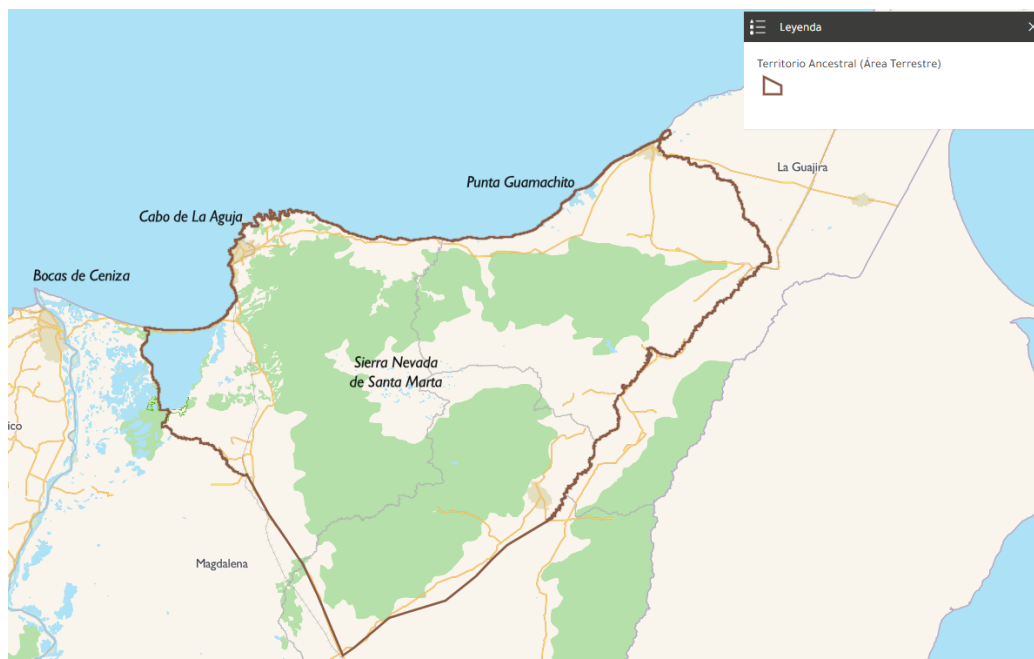 Leyenda
Territorio Ancestral (Área Terrestre)
La Guajira
Punta Guamachito
Cabo de La Aguja
Bocas de Ceniza
Sierra Nevada
de Santa Marta
ico
Magdalena